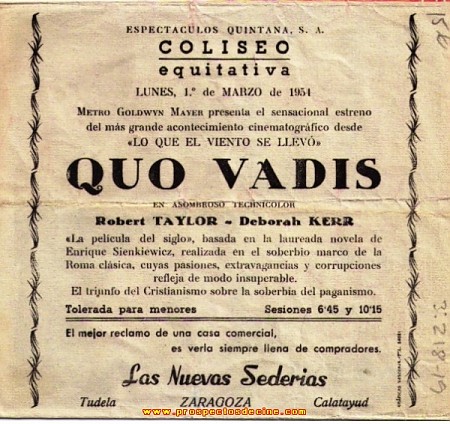 ESPECTACULOS QUINTANA, S. A.
COLISEO
equitativa
LUNES, 1.º de MARZO de 1954
METRO GOLDWYN MAYER presenta el sensacional estreno
del más grande acontecimiento cinematográfico desde
«LO QUE EL VIENTO SE LLEVÓ»
QUO VADIS
EN ASOMBROSO TECHNICOLOR
Robert TAYLOR - Deborah KERR
«La película del siglo», basada en la laureada novela de
Enrique Sienkiewicz, realizada en el soberbio marco de la
Roma clásica, cuyas pasiones, extravagancias y corrupciones
refleja de modo insuperable.
El triunfo del Cristianismo sobre la soberbia del paganismo.
Tolerada para menores Sesiones 6'45 y 10'15
El mejor reclamo de una casa comercial,
es verla siempre llena de compradores.
Las Nuevas Sederias
Tudela ZARAGOZA Calatayud
www.prospectosdecine.com